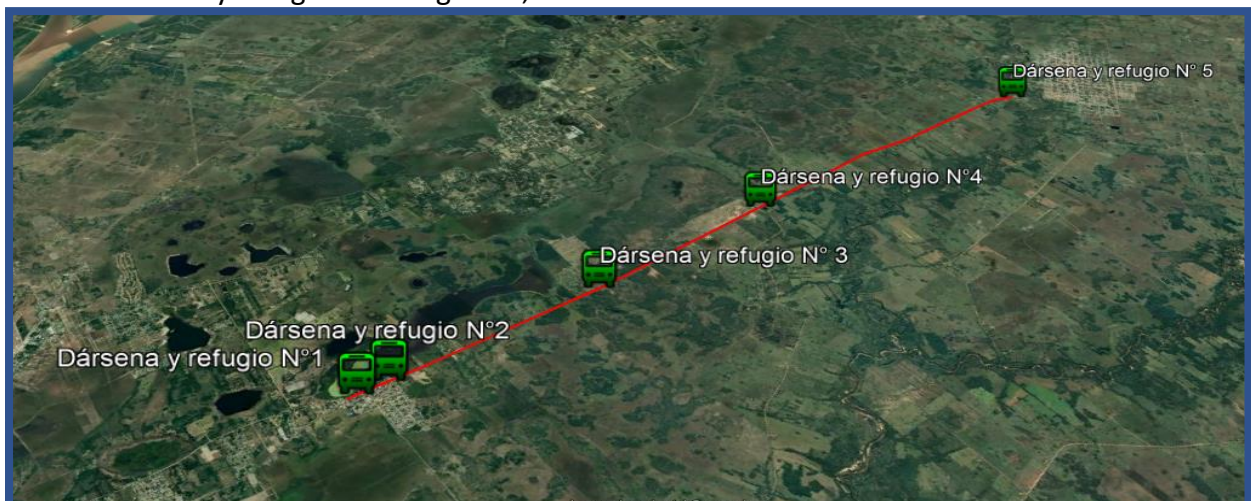 Dársena y refugio N° 5
Dársena y refugio N°4
Dársena y refugio N° 3
Dársena y refugio N°2
Dársena y refugio N°1